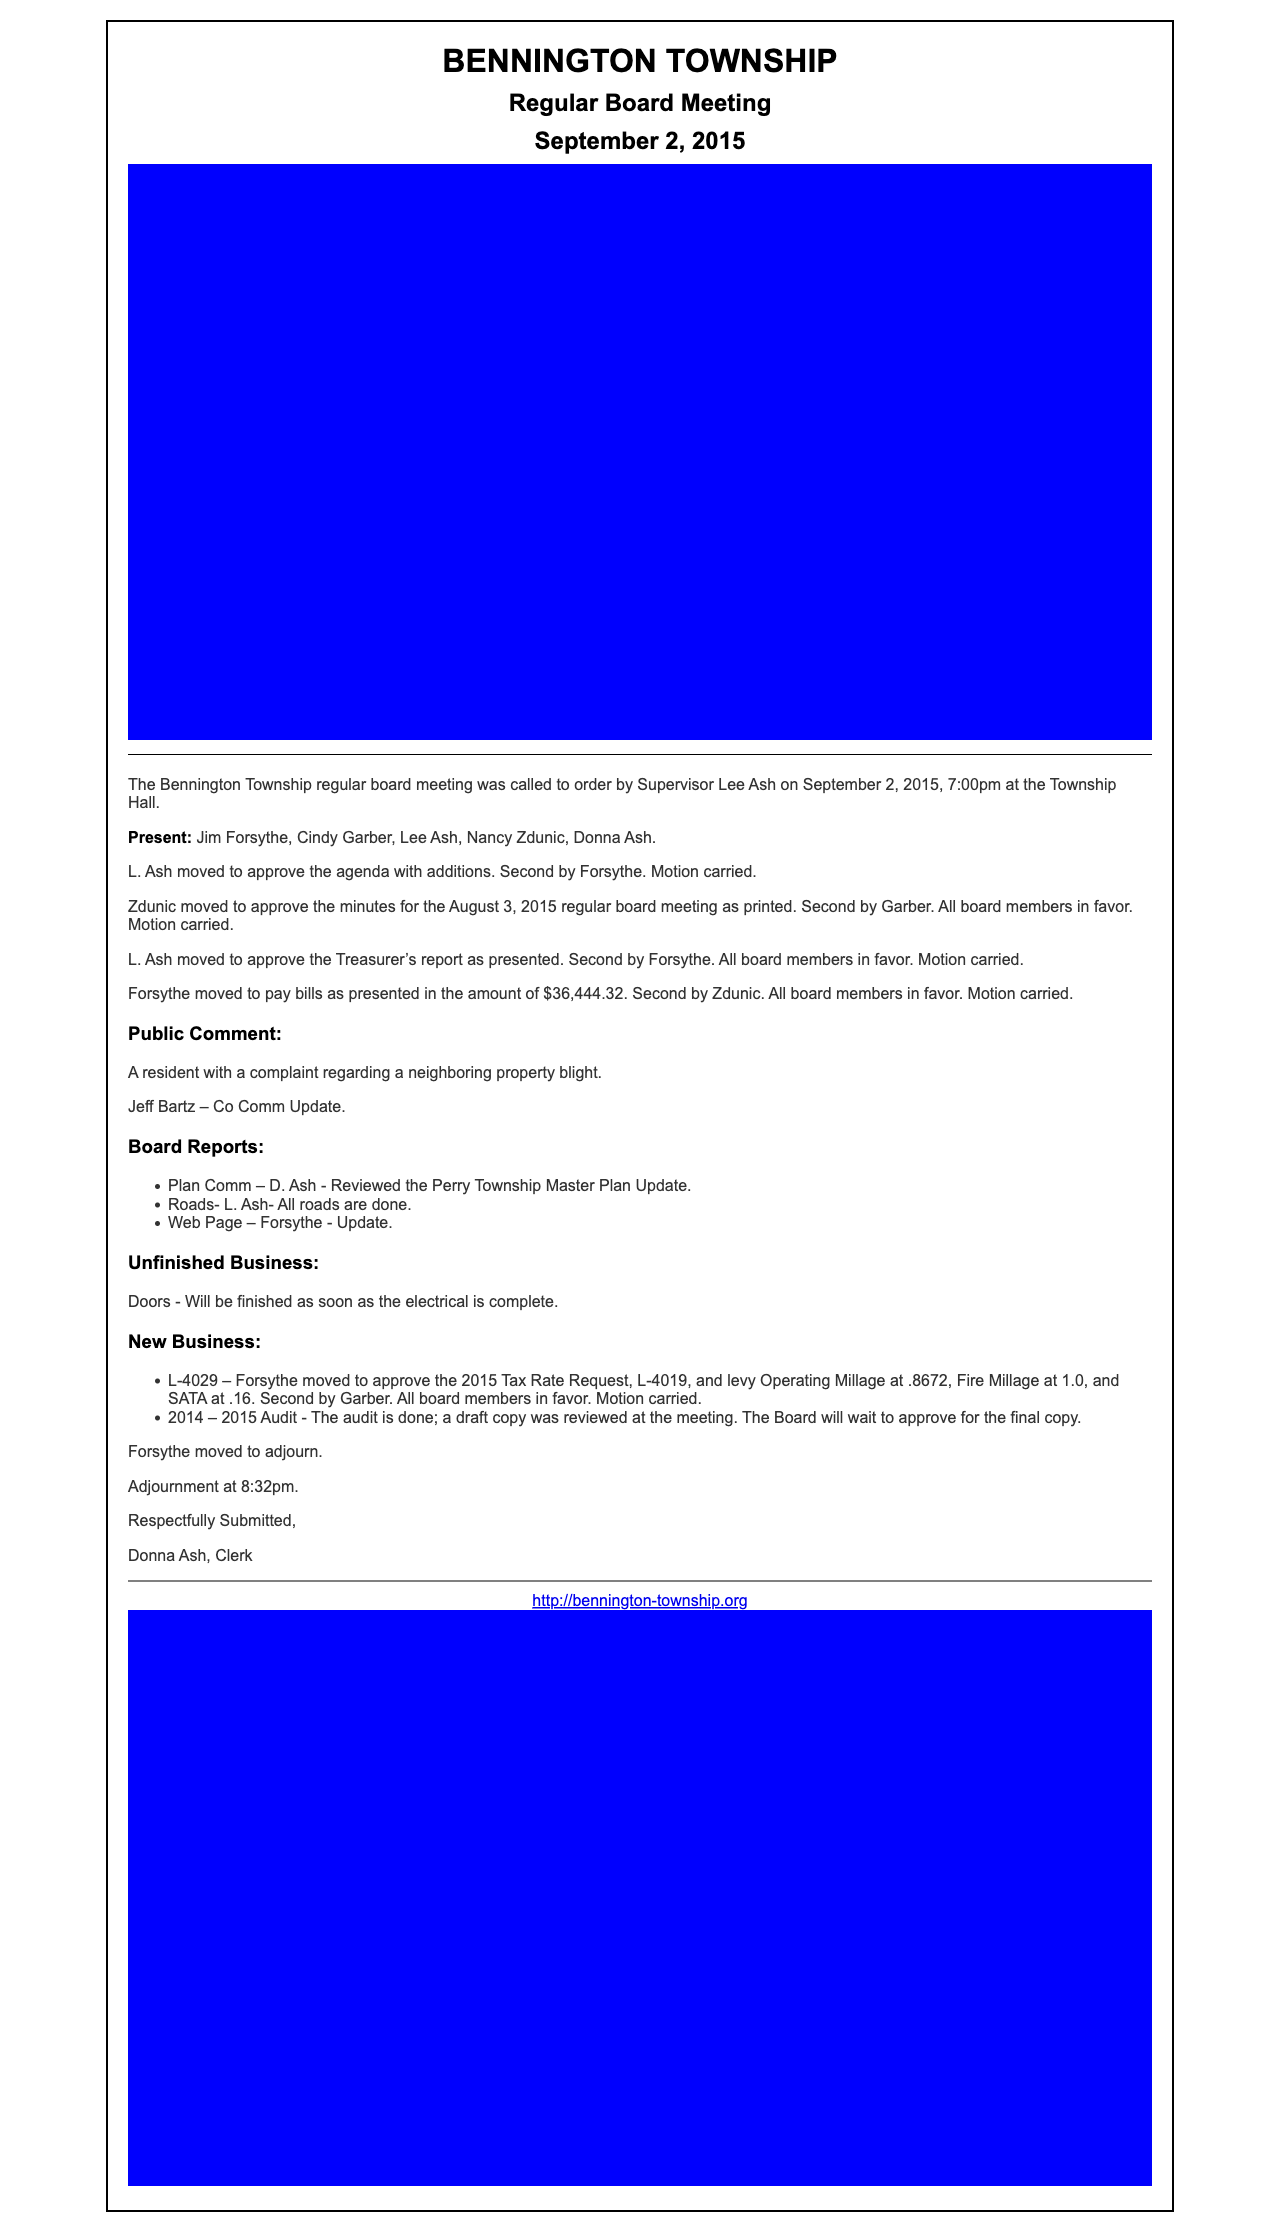 BENNINGTON TOWNSHIP
Regular Board Meeting
September 2, 2015
The Bennington Township regular board meeting was called to order by Supervisor Lee Ash on September 2, 2015, 7:00pm at the Township
Hall.
Present: Jim Forsythe, Cindy Garber, Lee Ash, Nancy Zdunic, Donna Ash.
L. Ash moved to approve the agenda with additions. Second by Forsythe. Motion carried.
Zdunic moved to approve the minutes for the August 3, 2015 regular board meeting as printed. Second by Garber. All board members in favor.
Motion carried.
L. Ash moved to approve the Treasurer’s report as presented. Second by Forsythe. All board members in favor. Motion carried.
Forsythe moved to pay bills as presented in the amount of $36,444.32. Second by Zdunic. All board members in favor. Motion carried.
Public Comment:
A resident with a complaint regarding a neighboring property blight.
Jeff Bartz – Co Comm Update.
Board Reports:
• Plan Comm – D. Ash - Reviewed the Perry Township Master Plan Update.
• Roads- L. Ash- All roads are done.
• Web Page – Forsythe - Update.
Unfinished Business:
Doors - Will be finished as soon as the electrical is complete.
New Business:
• L-4029 – Forsythe moved to approve the 2015 Tax Rate Request, L-4019, and levy Operating Millage at .8672, Fire Millage at 1.0, and
SATA at .16. Second by Garber. All board members in favor. Motion carried.
• 2014 – 2015 Audit - The audit is done; a draft copy was reviewed at the meeting. The Board will wait to approve for the final copy.
Forsythe moved to adjourn.
Adjournment at 8:32pm.
Respectfully Submitted,
Donna Ash, Clerk
http://bennington-township.org